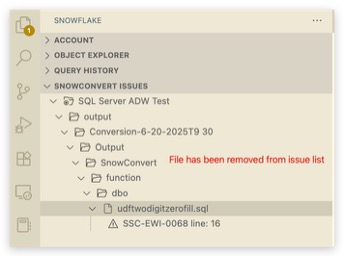 SNOWFLAKE ...
1
ACCOUNT
OBJECT EXPLORER
QUERY HISTORY
SNOWCONVERT ISSUES
SQL Server ADW Test
output
Conversion-6-20-2025T9 30
Output
SnowConvert
File has been removed from issue list
function
dbo
udftwodigitzerofill.sql
SSC-EWI-0068 line: 16